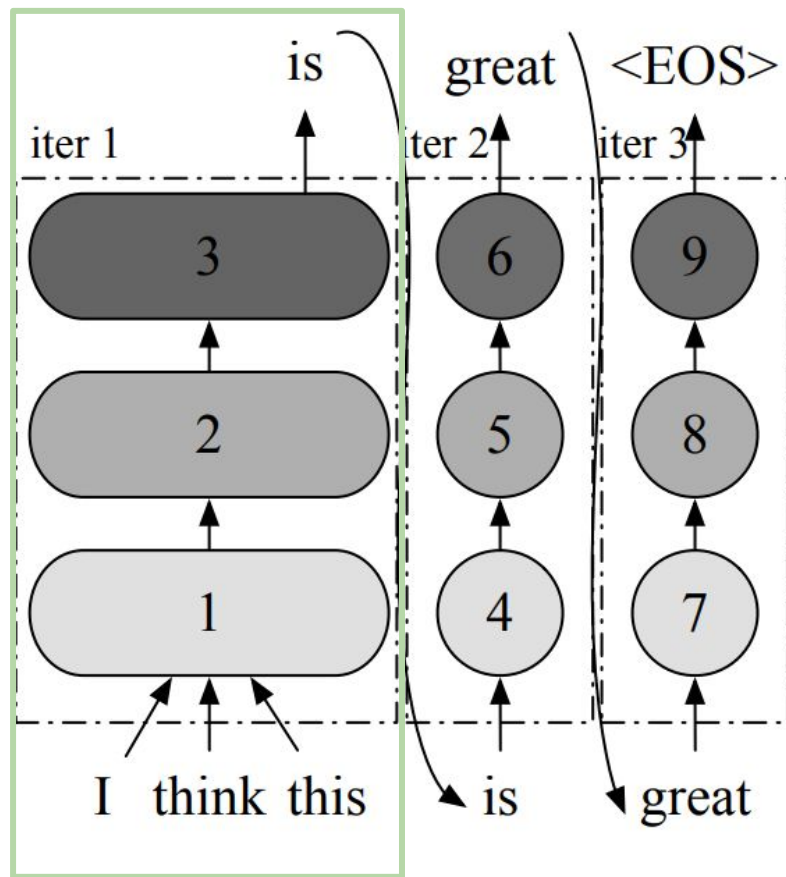 is great <EOS>
iter 1 iter 2 iter 3
3 6 9
2 5 8
1 4 7
I think this is great